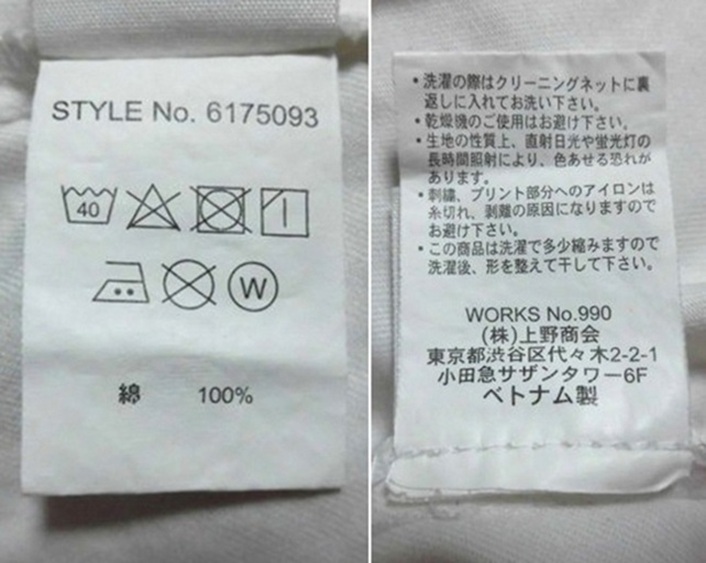 STYLE No. 6175093
40
W
綿 100%
・洗濯の際はクリーニングネットに裏
返しに入れてお洗い下さい。
・乾燥機のご使用はお避け下さい。
・生地の性質上、直射日光や蛍光灯の
長時間照射により、色あせる恐れが
あります。
・刺繍、プリント部分へのアイロンは
糸切れ、剥離の原因になりますので
お避け下さい。
・この商品は洗濯で多少縮みますので
洗濯後、形を整えて干して下さい。
WORKS No.990
(株)上野商会
東京都渋谷区代々木2-2-1
小田急サザンタワー6F
ベトナム製